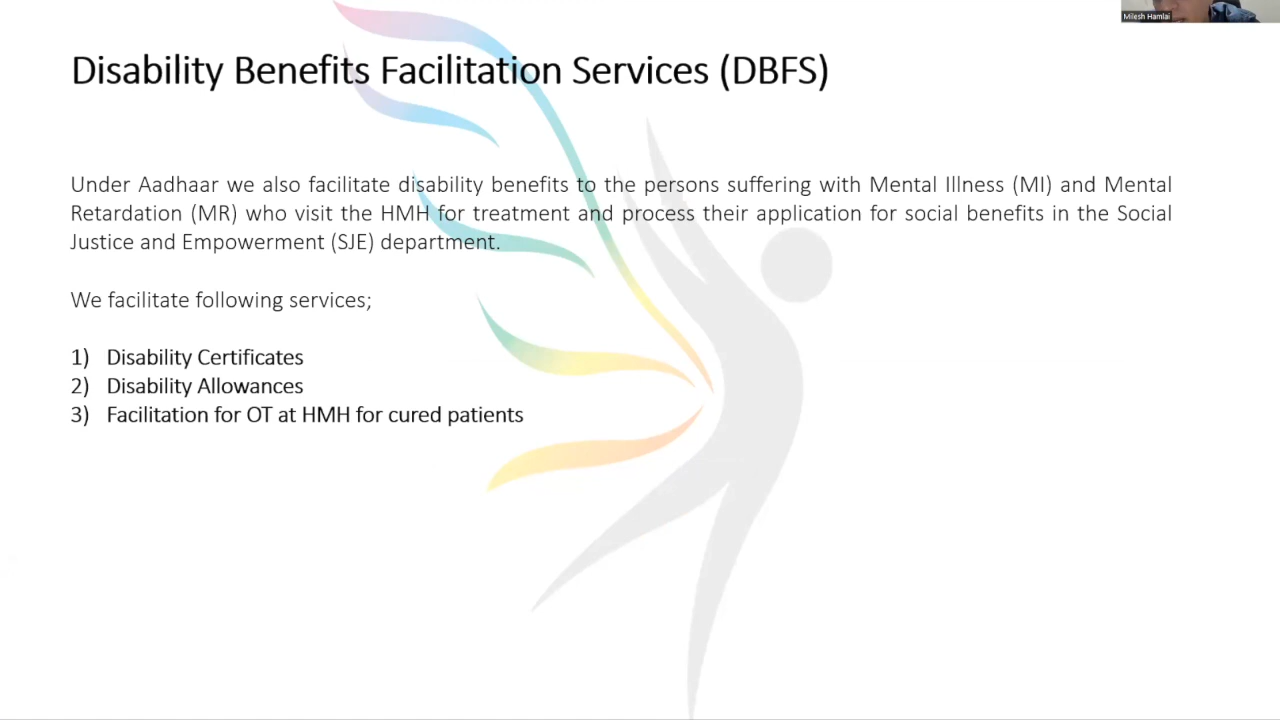 Milesh Hamlai
Disability Benefits Facilitation Services (DBFS)
Under Aadhaar we also facilitate disability benefits to the persons suffering with Mental Illness (MI) and Mental
Retardation (MR) who visit the HMH for treatment and process their application for social benefits in the Social
Justice and Empowerment (SJE) department.
We facilitate following services;
1) Disability Certificates
2) Disability Allowances
3) Facilitation for OT at HMH for cured patients